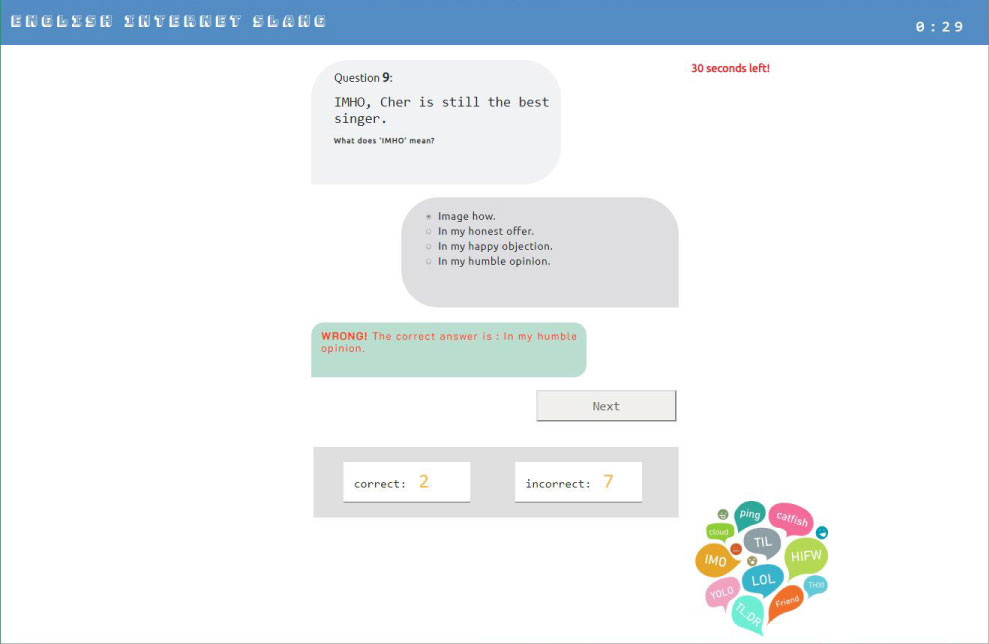 ENGLISH INTERNET SLANG
0:29
30 seconds left!
Question 9:
IMHO, Cher is still the best
singer.
What does 'IMHO' mean?
Image how.
In my honest offer.
In my happy objection.
In my humble opinion.
WRONG! The correct answer is : In my humble
opinion.
Next
correct: 2
incorrect: 7
ping
catfish
cloud
TIL
IMO
HIFW
LOL
YOLO
Friend
TL.DR